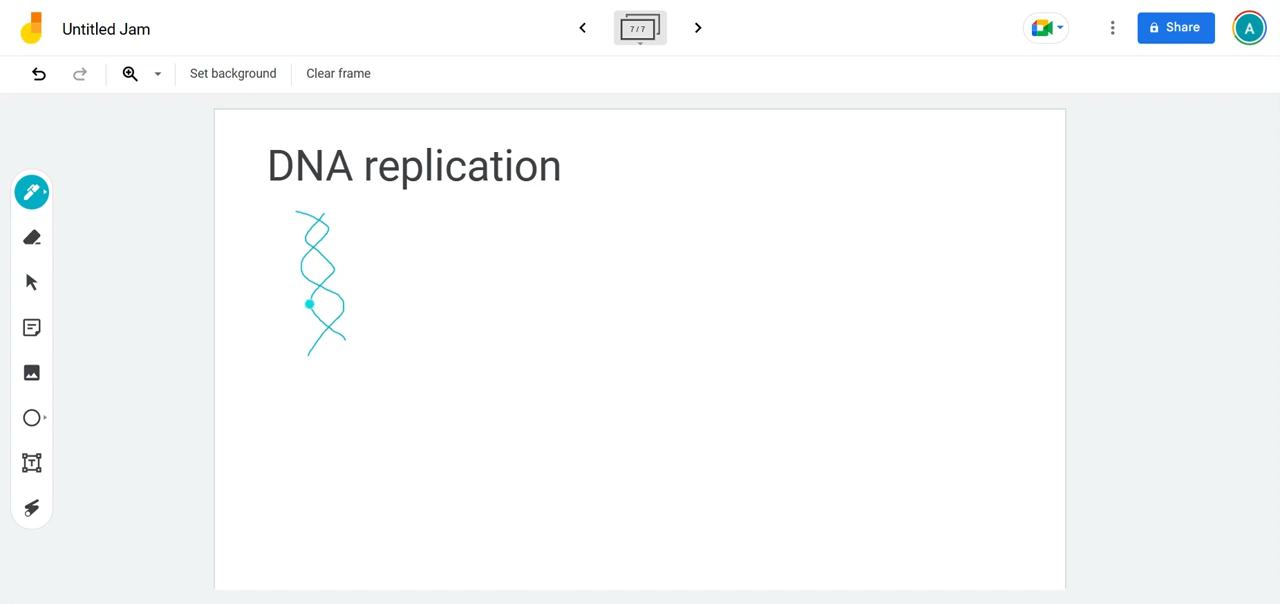 Untitled Jam
7/7
Share
A
Set background
Clear frame
DNA replication
T